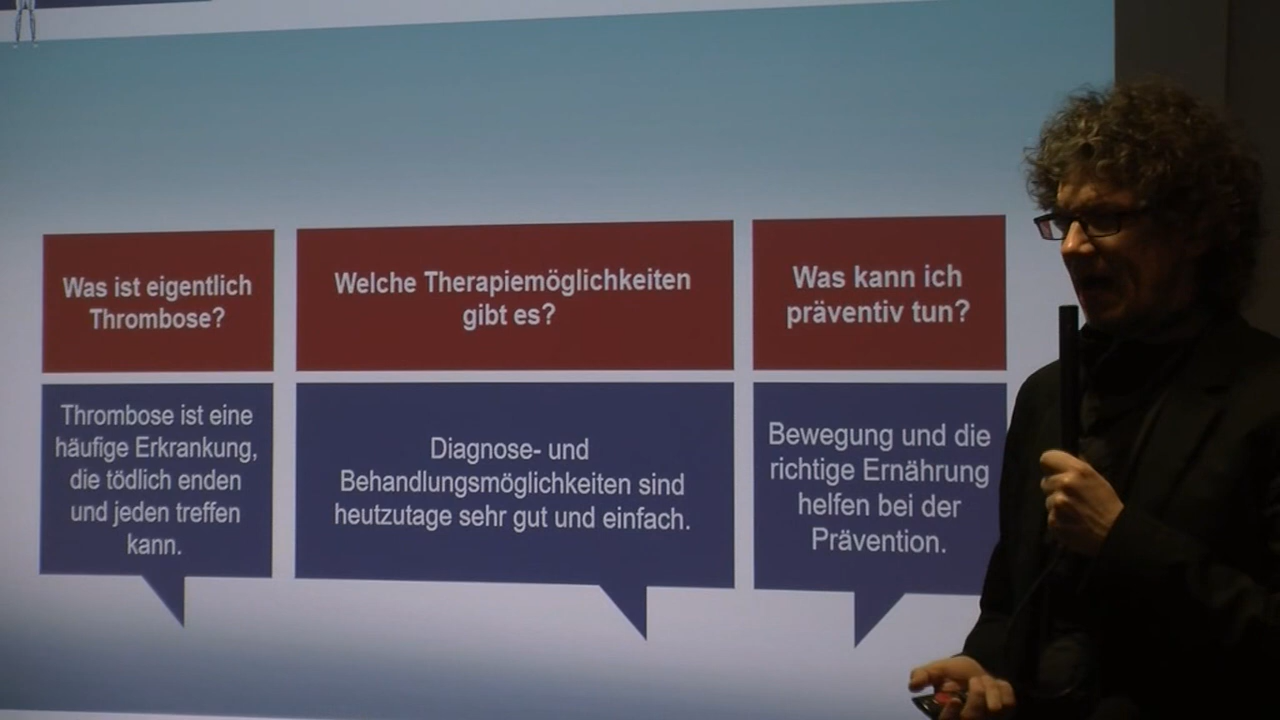 Was ist eigentlich
Thrombose?
Welche Therapiemöglichkeiten
gibt es?
Was kann ich
präventiv tun?
Thrombose ist eine
häufige Erkrankung,
die tödlich enden
und jeden treffen
kann.
Diagnose- und
Behandlungsmöglichkeiten sind
heutzutage sehr gut und einfach.
Bewegung und die
richtige Ernährung
helfen bei der
Prävention.